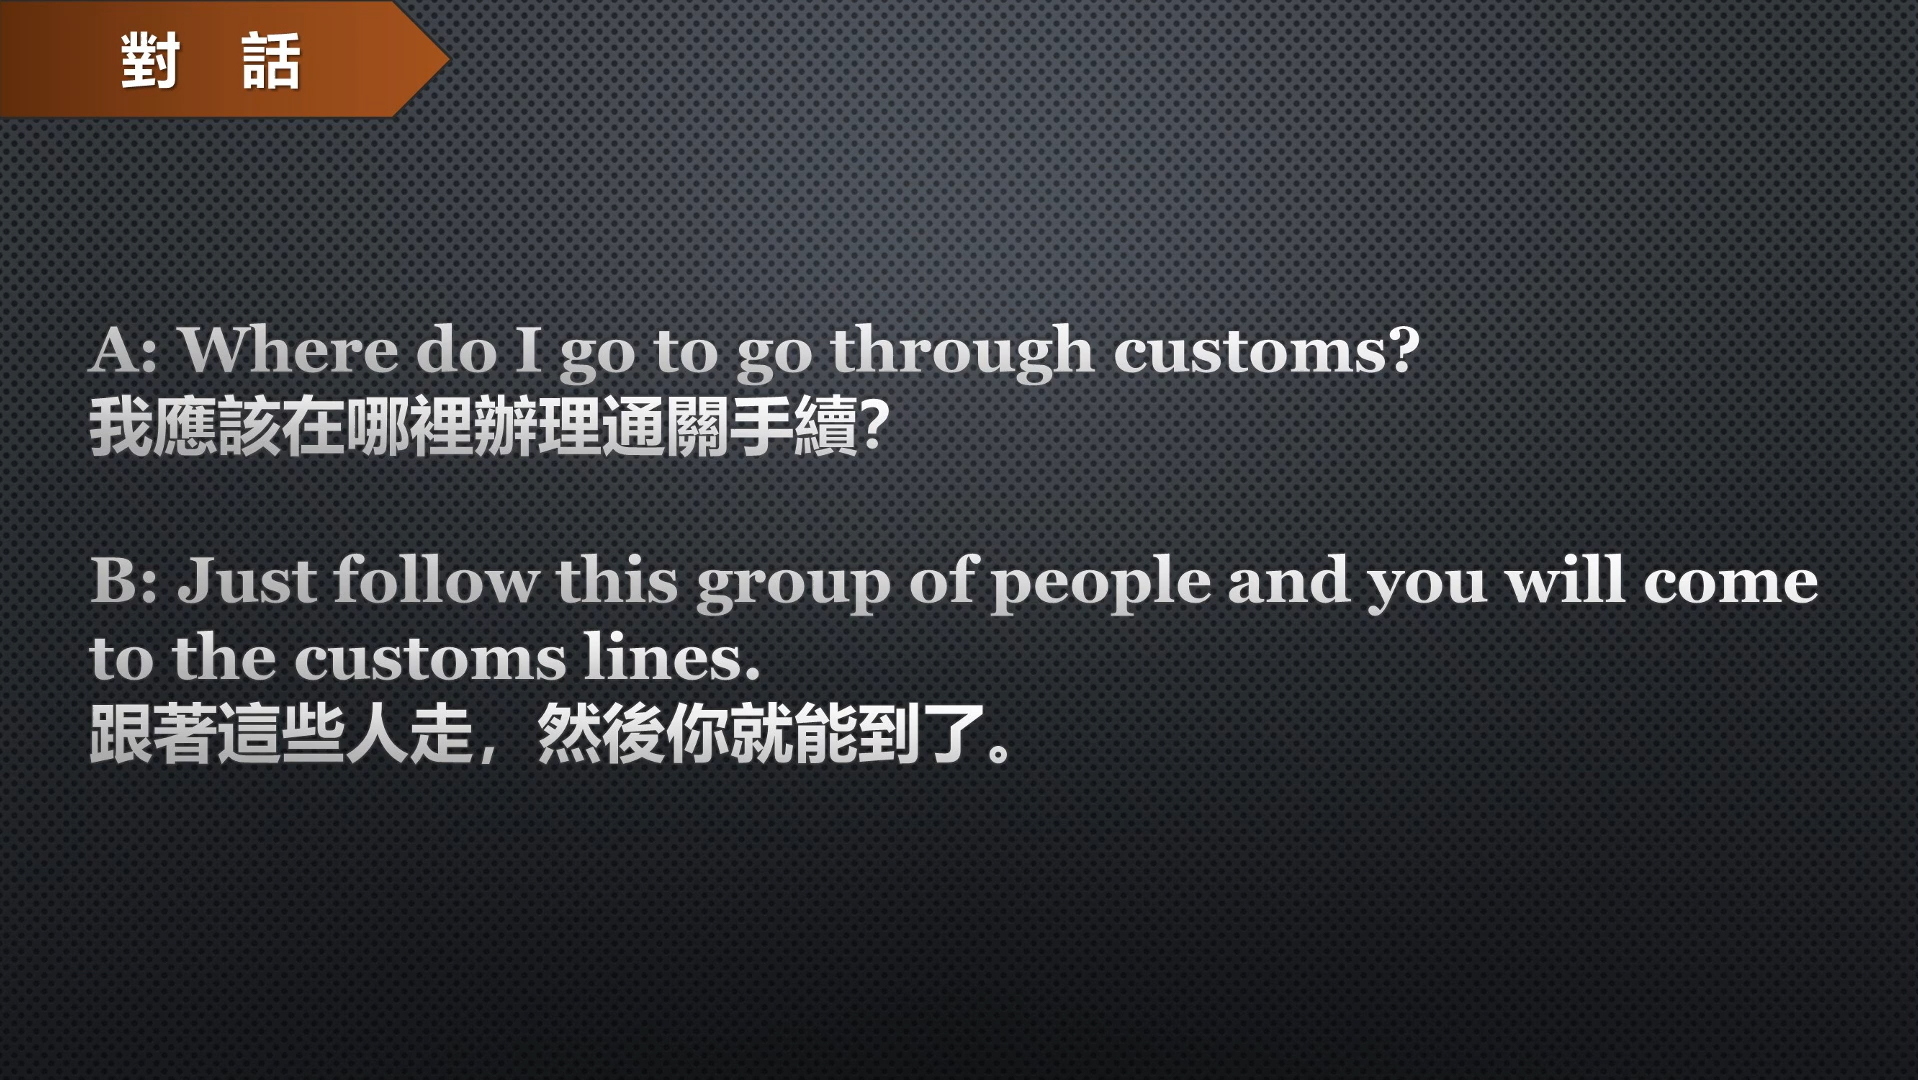 對 話
A: Where do I go to go through customs?
我應該在哪裡辦理通關手續?
B: Just follow this group of people and you will come
to the customs lines.
跟著這些人走，然後你就能到了。